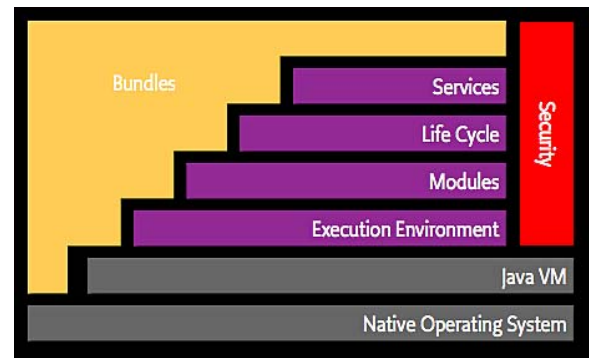 Bundles
Services
Life Cycle
Modules
Execution Environment
Security
Java VM
Native Operating System